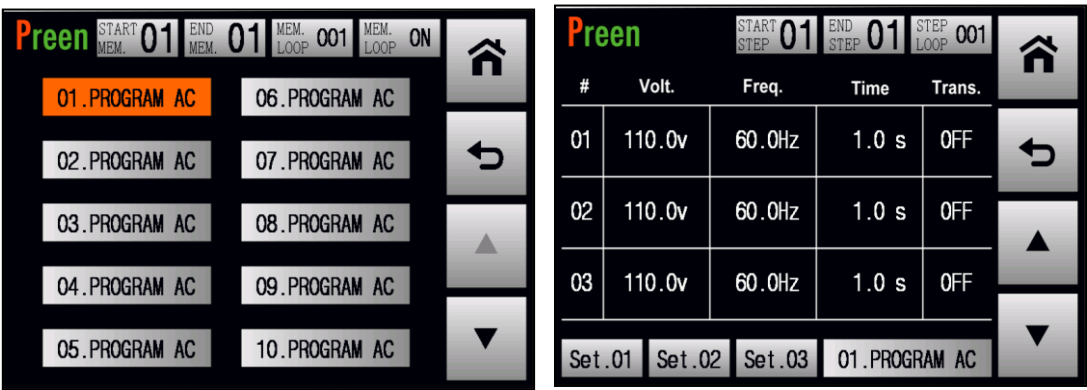 Preen START MEM. 01 END MEM. 01 MEM. LOOP 001 MEM. LOOP ON
01.PROGRAM AC 06.PROGRAM AC
02.PROGRAM AC 07.PROGRAM AC
03.PROGRAM AC 08.PROGRAM AC
04.PROGRAM AC 09.PROGRAM AC
05.PROGRAM AC 10.PROGRAM AC
Preen START STEP 01 END STEP 01 STEP LOOP 001
# Volt. Freq. Time Trans.
01 110.0v 60.0Hz 1.0 s OFF
02 110.0v 60.0Hz 1.0 s OFF
03 110.0v 60.0Hz 1.0 s OFF
Set.01 Set.02 Set.03 01.PROGRAM AC